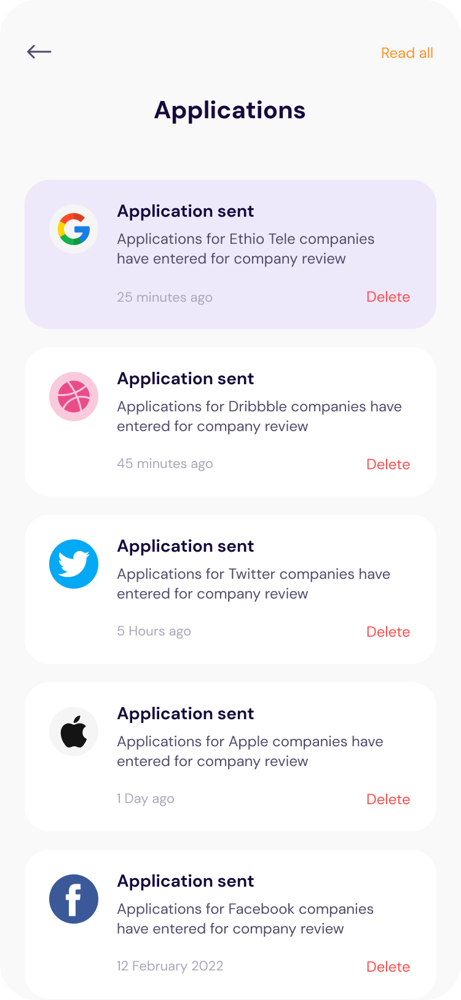 Read all
Applications
Application sent
Applications for Ethio Tele companies
have entered for company review
25 minutes ago
Delete
Application sent
Applications for Dribbble companies have
entered for company review
45 minutes ago
Delete
Application sent
Applications for Twitter companies have
entered for company review
5 Hours ago
Delete
Application sent
Applications for Apple companies have
entered for company review
1 Day ago
Delete
Application sent
Applications for Facebook companies
have entered for company review
12 February 2022
Delete